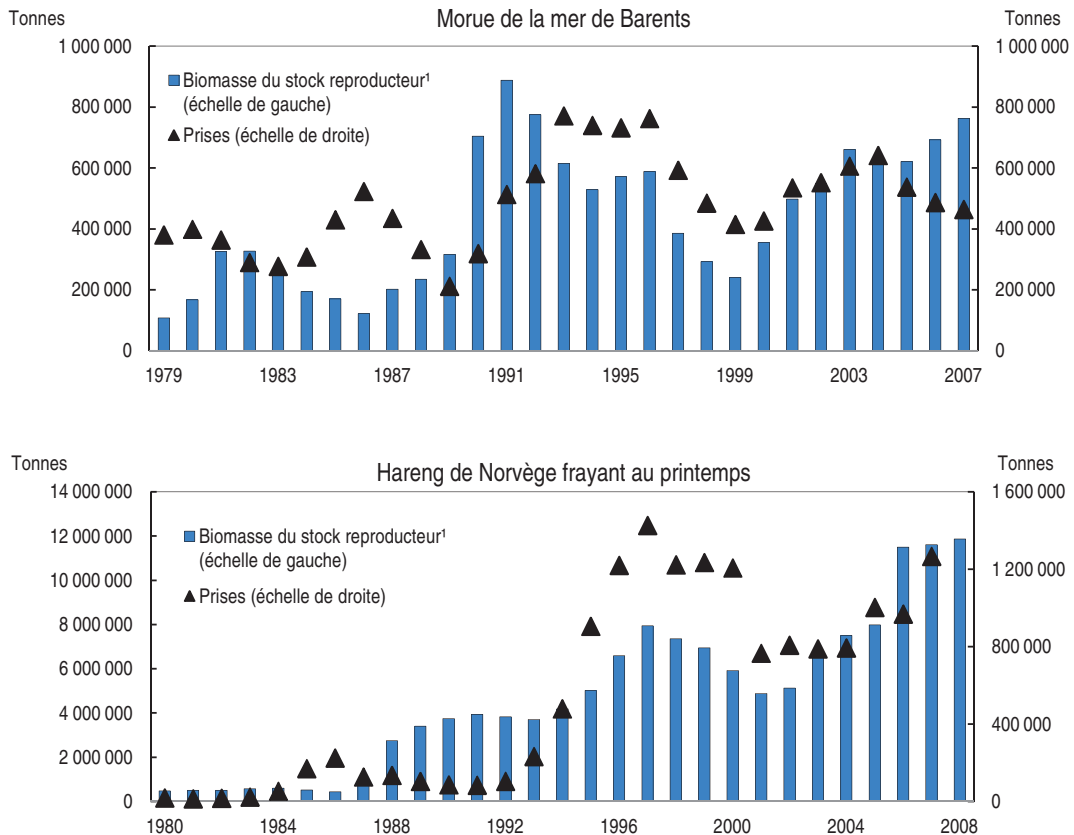 Morue de la mer de Barents
Tonnes
Tonnes
1 000 000
1 000 000
Biomasse du stock reproducteur¹
(échelle de gauche)
Prises (échelle de droite)
800 000
800 000
600 000
600 000
400 000
400 000
200 000
200 000
0
0
1979
1983
1987
1991
1995
1999
2003
2007
Hareng de Norvège frayant au printemps
Tonnes
Tonnes
14 000 000
1 600 000
Biomasse du stock reproducteur¹
(échelle de gauche)
Prises (échelle de droite)
12 000 000
10 000 000
1 200 000
8 000 000
800 000
6 000 000
4 000 000
400 000
2 000 000
0
0
1980
1984
1988
1992
1996
2000
2004
2008